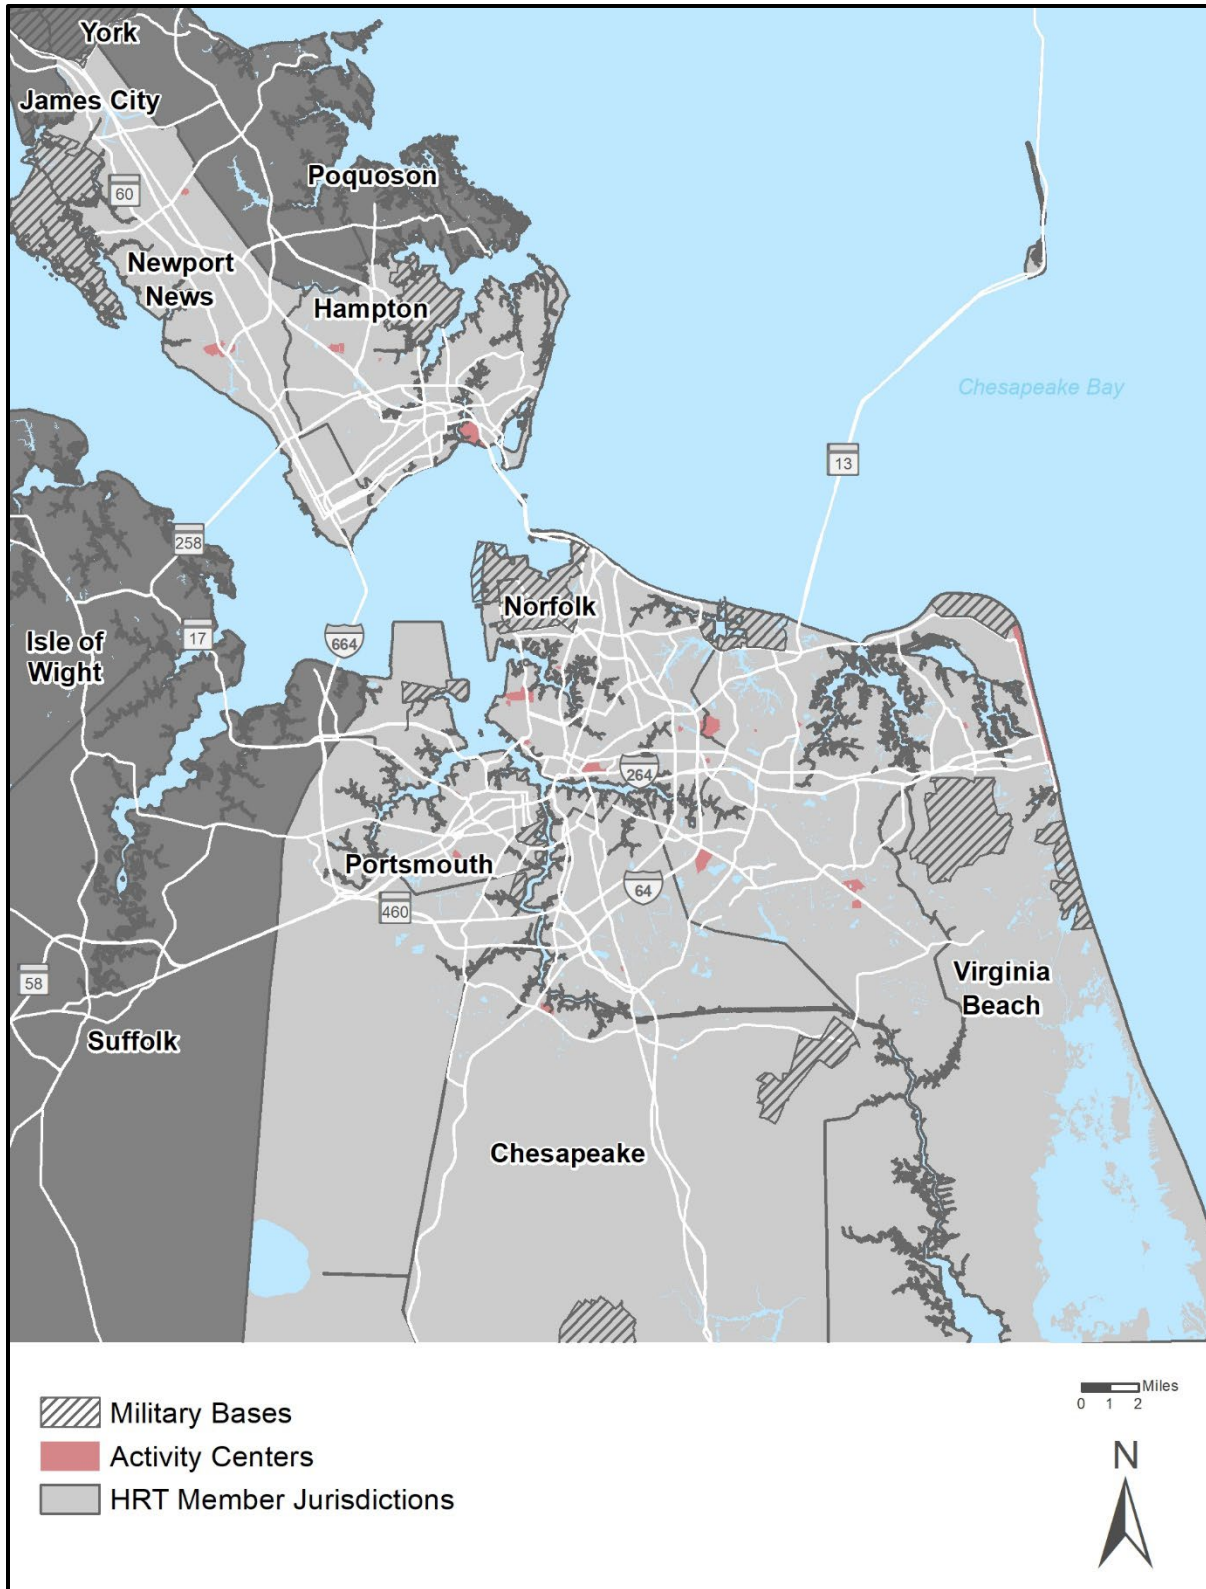 York
James City
Poquoson
60
Newport
News
Hampton
Chesapeake Bay
13
258
Norfolk
17
664
Isle of
Wight
264
Portsmouth
64
460
58
Virginia
Beach
Suffolk
Chesapeake
Military Bases
Activity Centers
HRT Member Jurisdictions
Miles
0 1 2
N